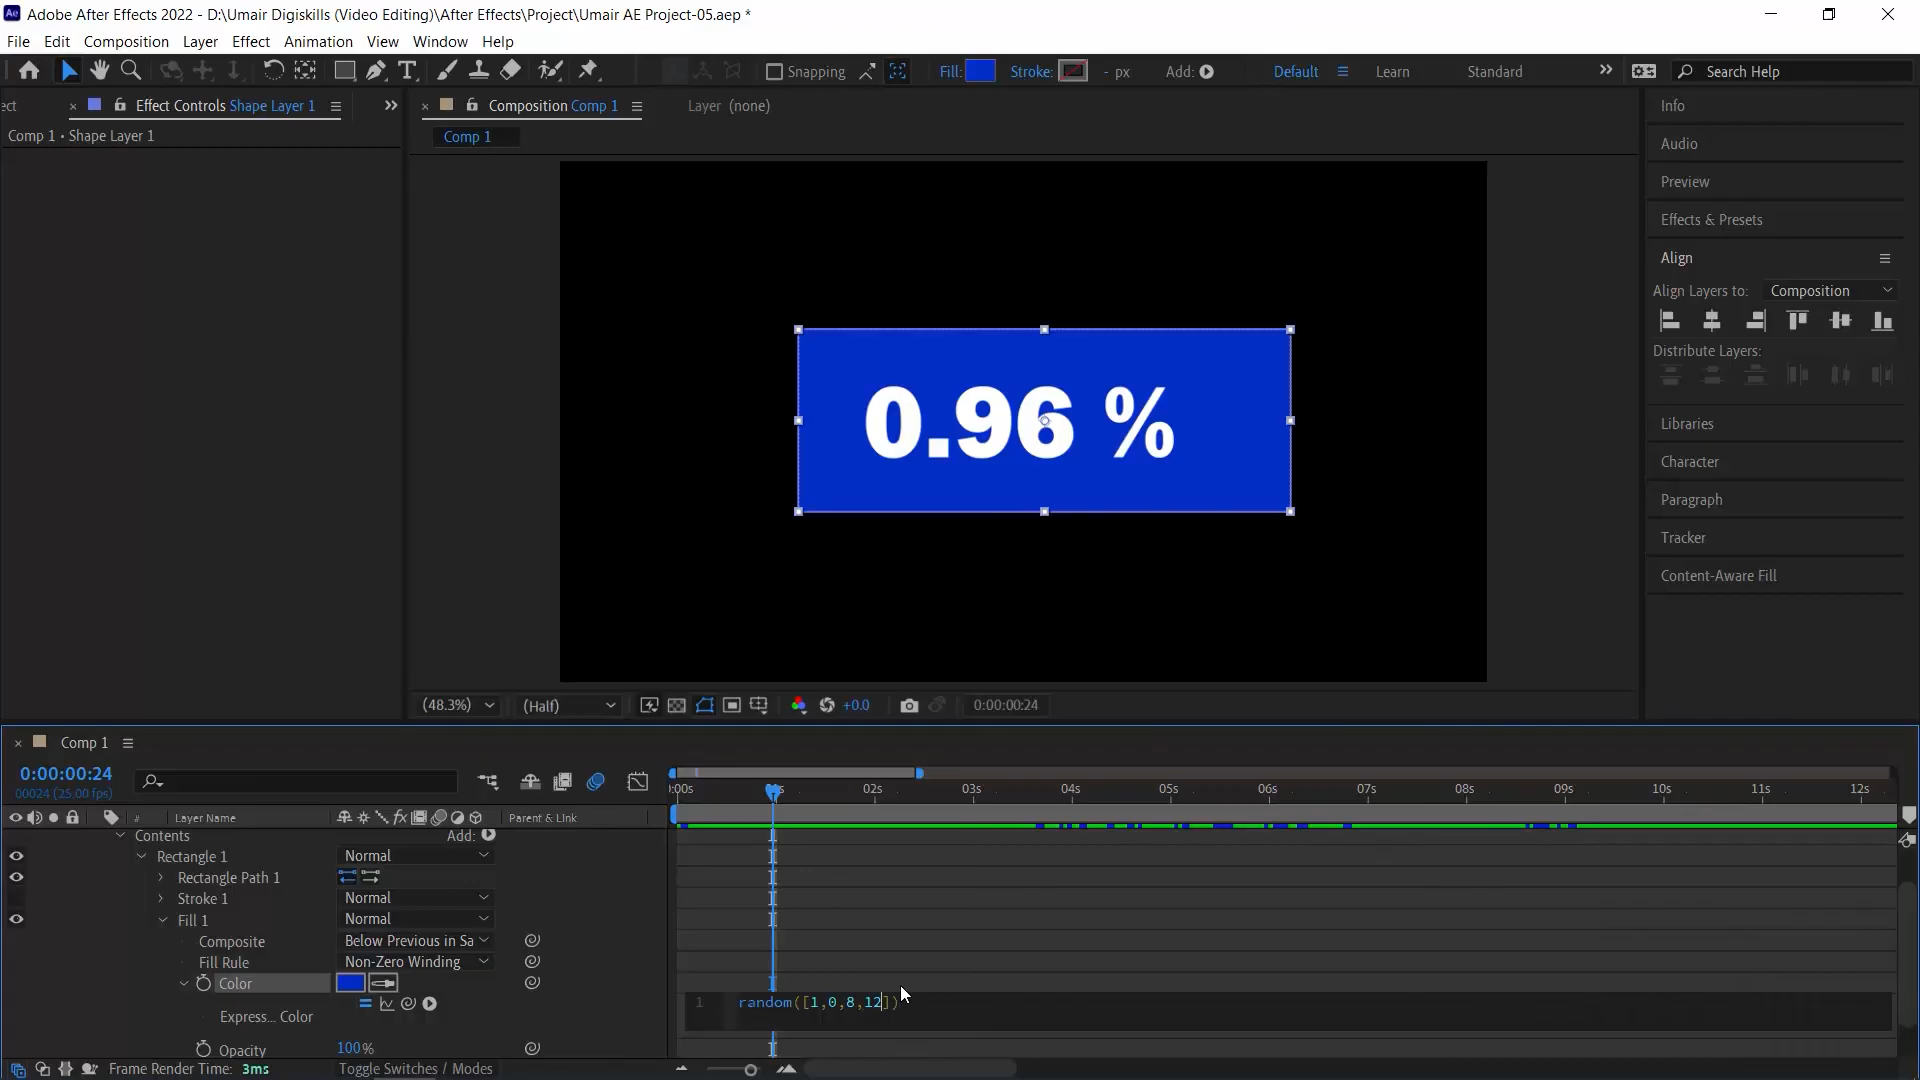 Adobe After Effects 2022 - D:\Umair Digiskills (Video Editing)\After Effects\Project\Umair AE Project-05.aep *
File Edit Composition Layer Effect Animation View Window Help
Snapping Fill: Stroke: - px Add: Default Learn Standard Search Help
ect Effect Controls Shape Layer 1 Composition Comp 1 Layer (none) Info
Comp 1 • Shape Layer 1 Comp 1
Audio
Preview
Effects & Presets
Align
Align Layers to: Composition
Distribute Layers:
Libraries
Character
Paragraph
Tracker
Content-Aware Fill
0.96 %
(48.3%) (Half) +0.0 0:00:00:24
Comp 1
0:00:00:24
00024 (25.00 fps)
:00s 02s 03s 04s 05s 06s 07s 08s 09s 10s 11s 12s
# Layer Name Parent & Link
Contents Add:
Rectangle 1 Normal
Rectangle Path 1
Stroke 1 Normal
Fill 1 Normal
Composite Below Previous in Sa
Fill Rule Non-Zero Winding
Color
1 random([1,0,8,12])
Express... Color
Opacity 100%
Frame Render Time: 3ms Toggle Switches / Modes